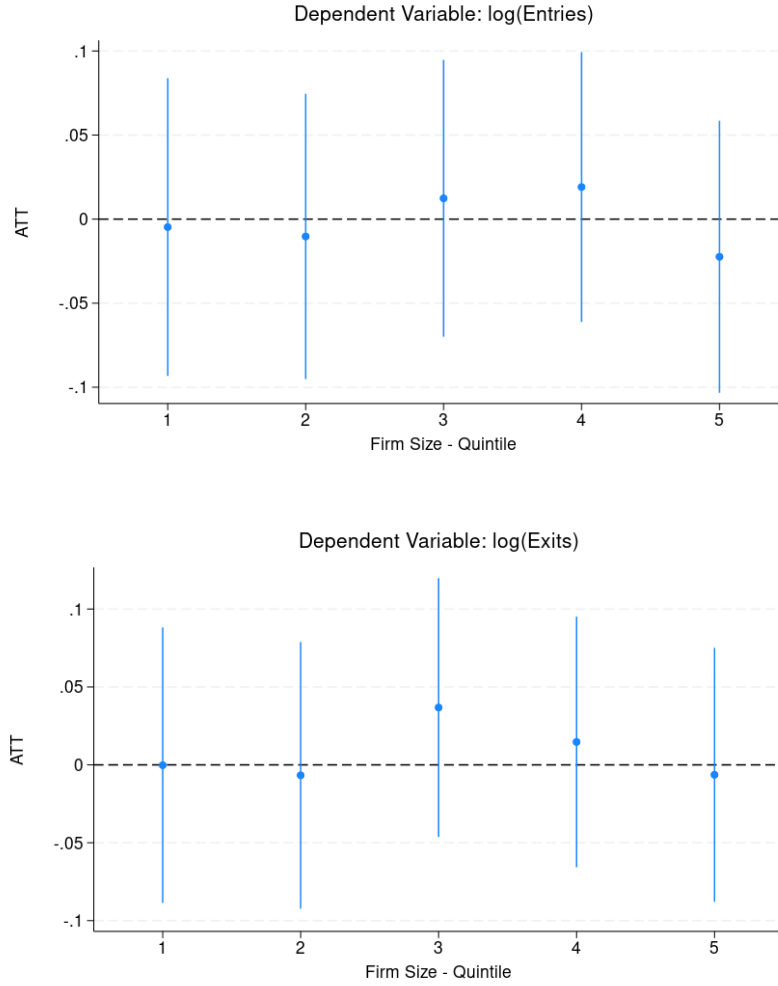 Dependent Variable: log(Entries)
.1
.05
0
-.05
-.1
ATT
1 2 3 4 5
Firm Size - Quintile
Dependent Variable: log(Exits)
.1
.05
0
-.05
-.1
ATT
1 2 3 4 5
Firm Size - Quintile